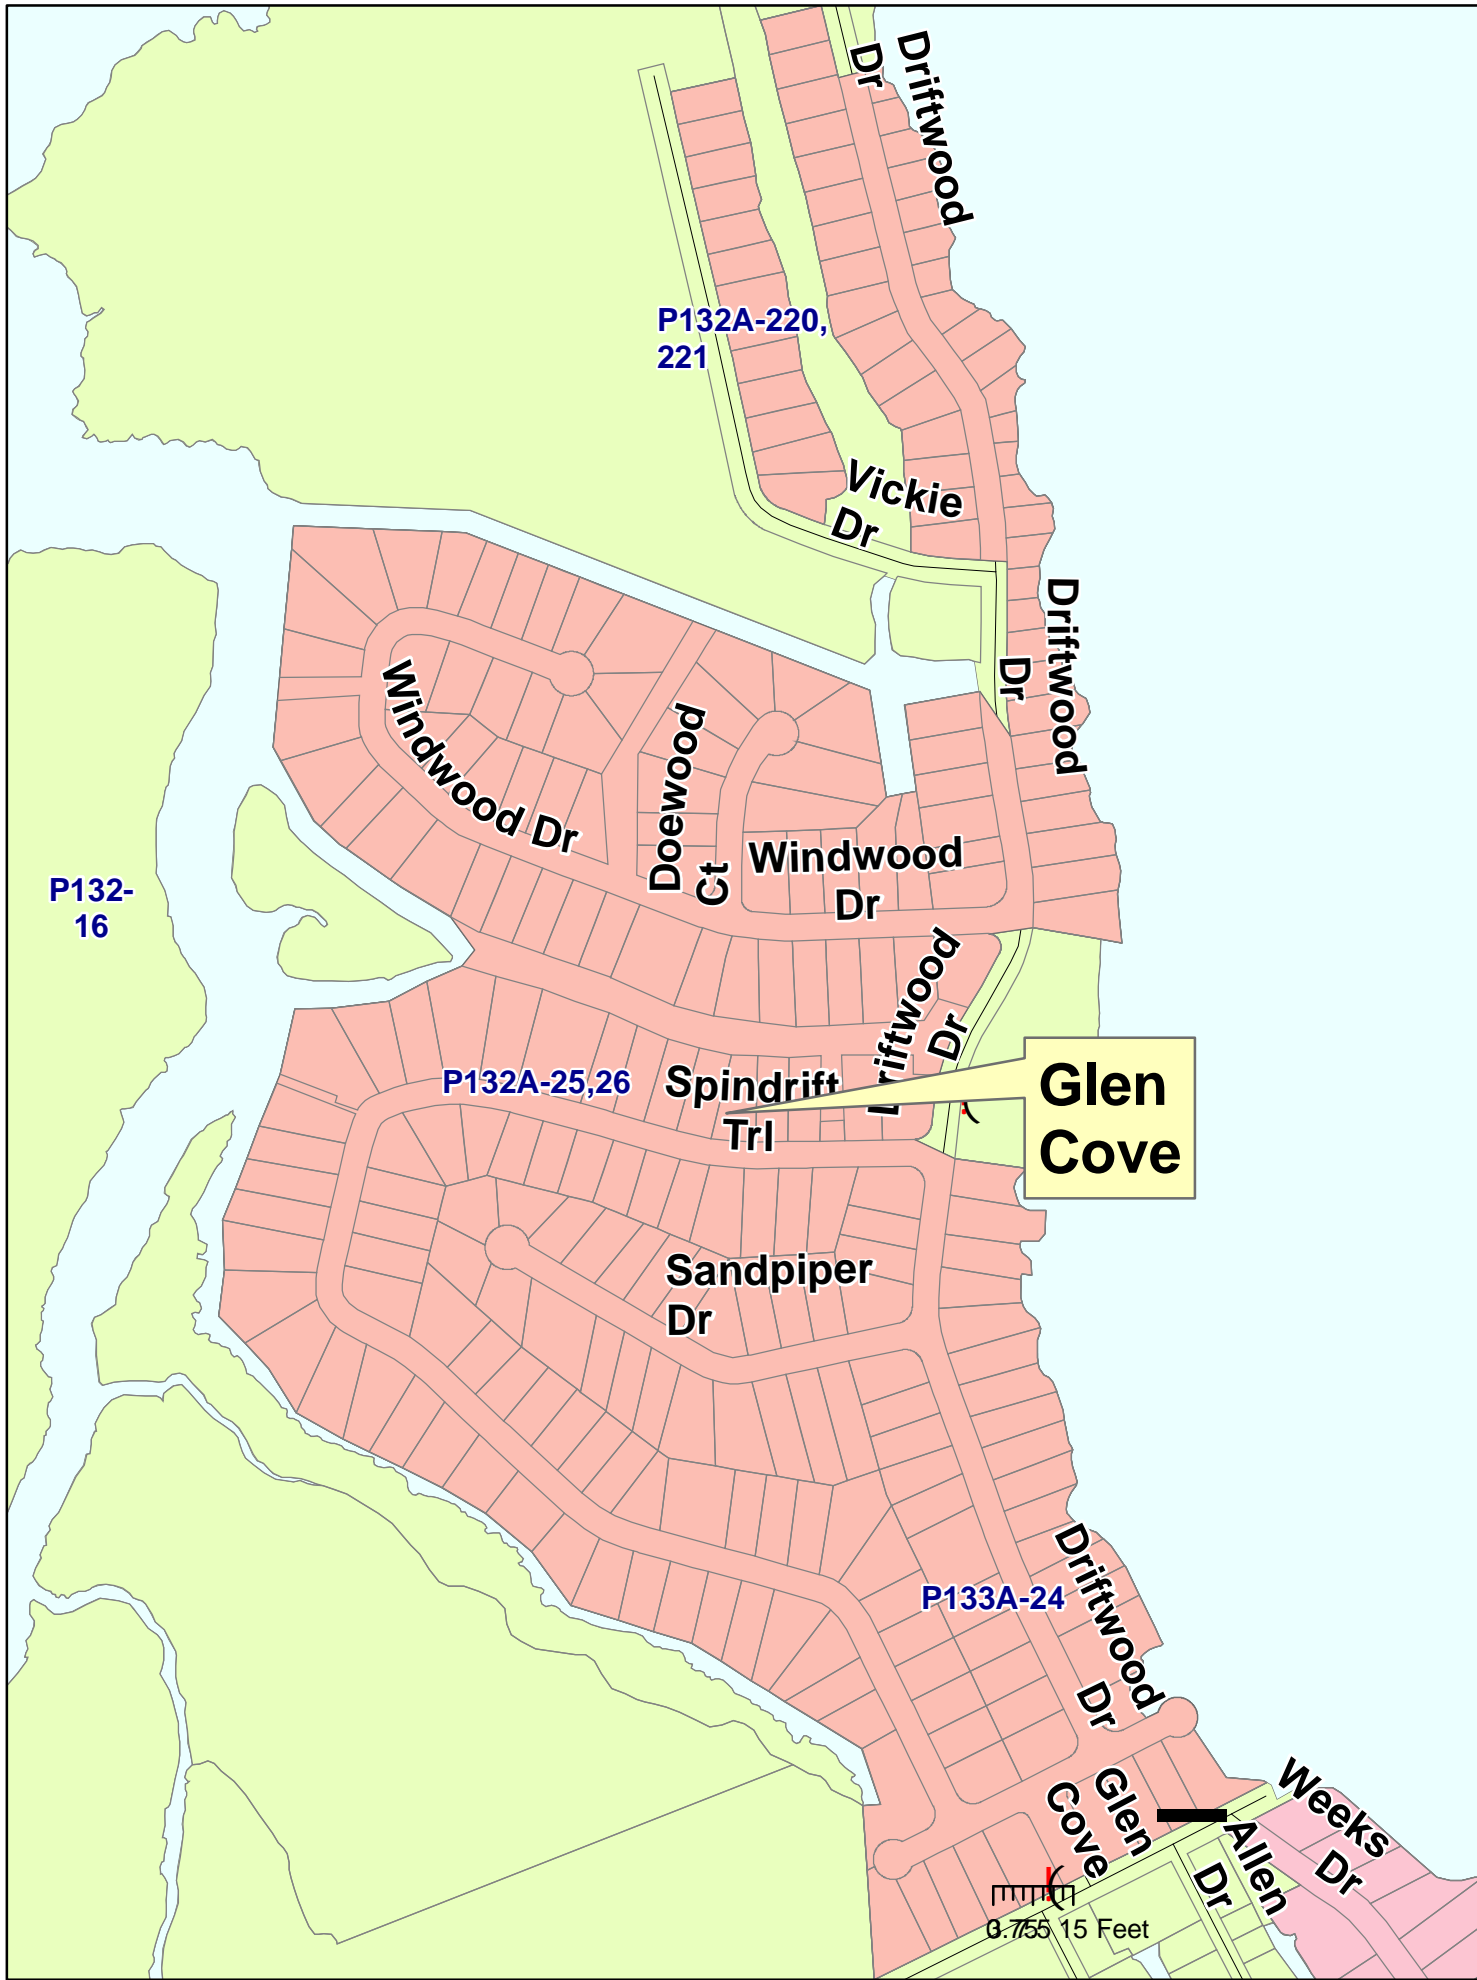 Driftwood
Dr
P132A-220,
221
Vickie
Dr
Driftwood
Dr
Windwood Dr
Doewood
Ct
Windwood
Dr
P132-
16
Driftwood
Dr
P132A-25,26
Spindrift
Trl
Glen
Cove
Sandpiper
Dr
P133A-24
Driftwood
Dr
Glen
Cove
Weeks
Dr
Allen
Dr
15 Feet